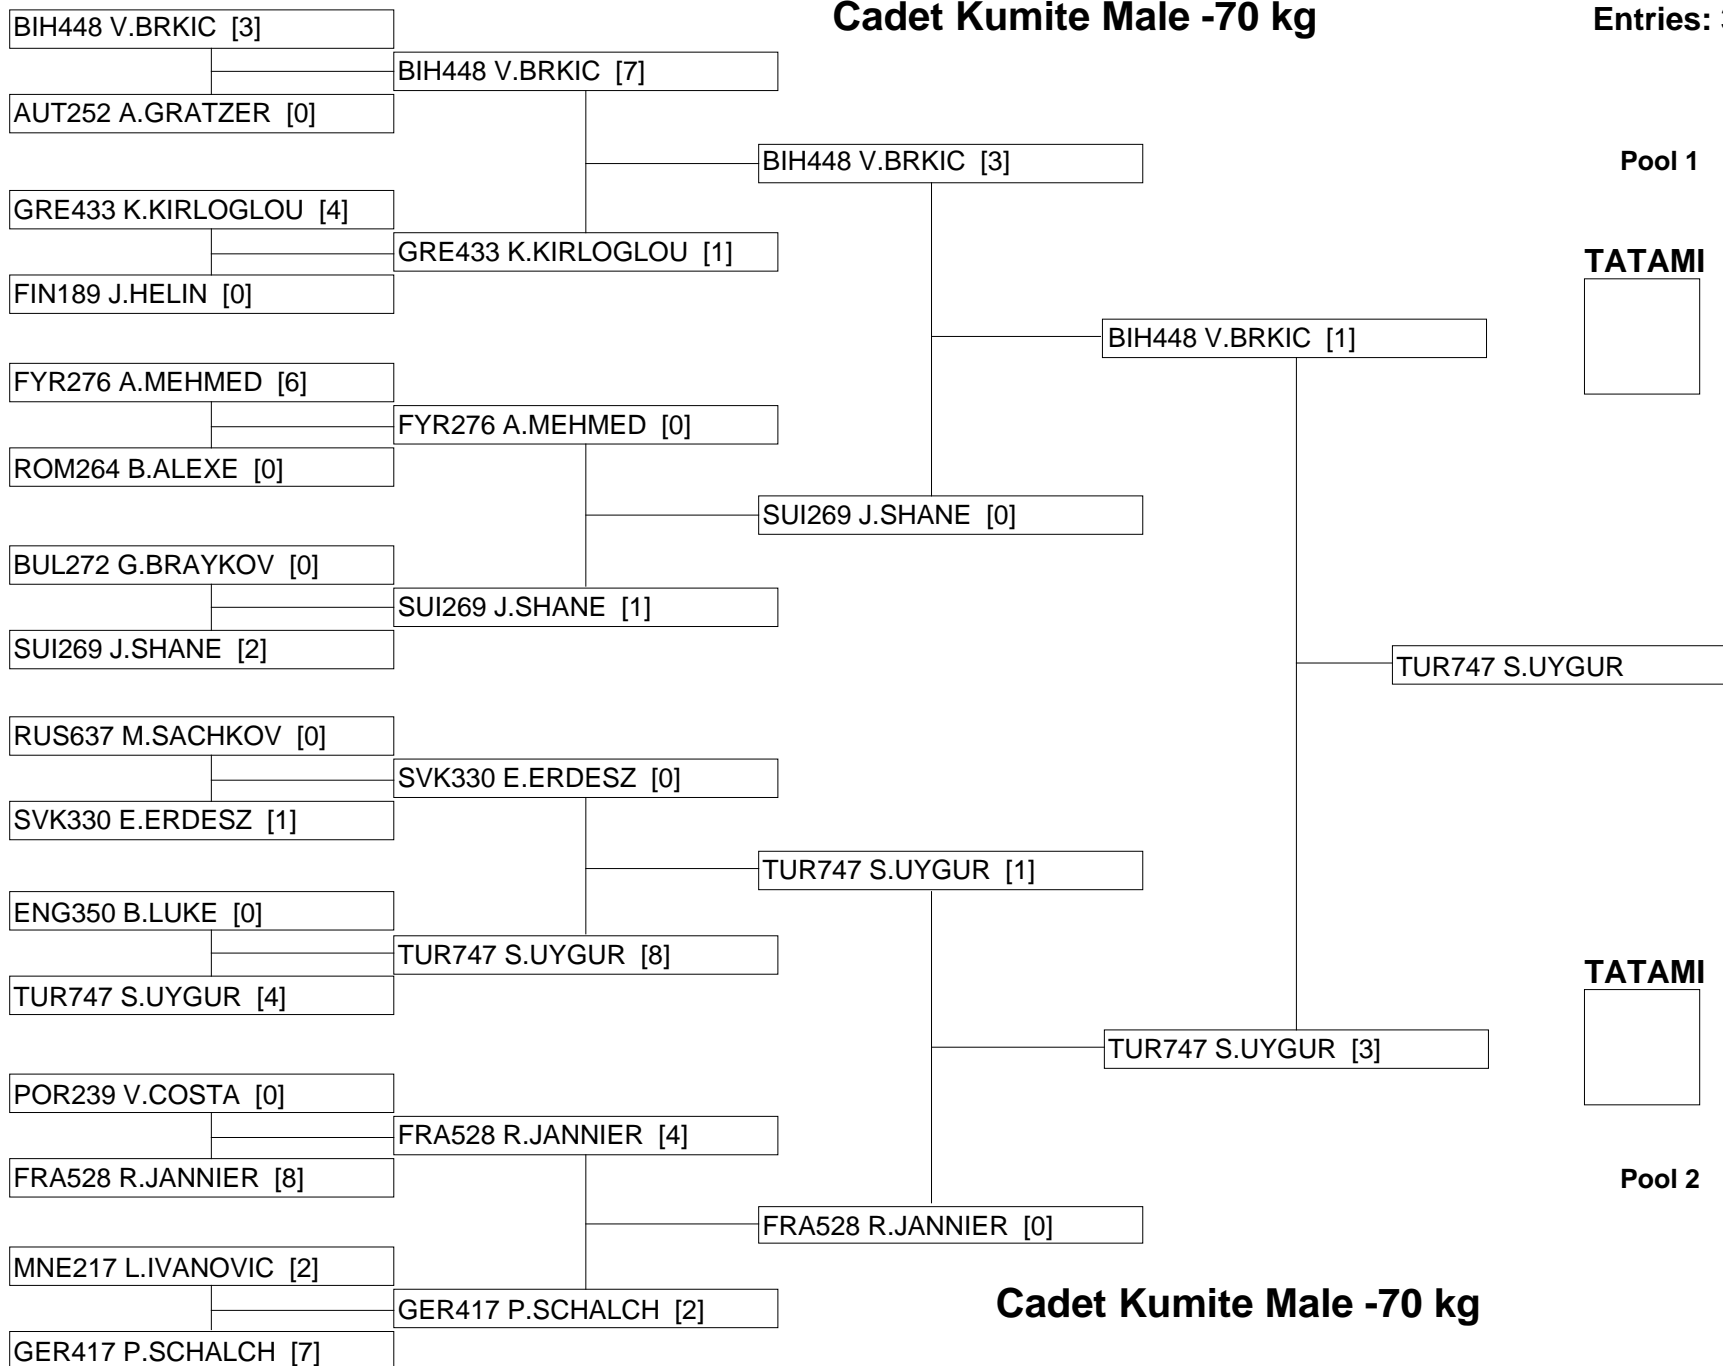 Cadet Kumite Male -70 kg
Entries:
BIH448 V.BRKIC [3]
BIH448 V.BRKIC [7]
AUT252 A.GRATZER [0]
BIH448 V.BRKIC [3]
Pool 1
GRE433 K.KIRLOGLOU [4]
GRE433 K.KIRLOGLOU [1]
TATAMI
FIN189 J.HELIN [0]
BIH448 V.BRKIC [1]
FYR276 A.MEHMED [6]
FYR276 A.MEHMED [0]
ROM264 B.ALEXE [0]
SUI269 J.SHANE [0]
BUL272 G.BRAYKOV [0]
SUI269 J.SHANE [1]
SUI269 J.SHANE [2]
TUR747 S.UYGUR
RUS637 M.SACHKOV [0]
SVK330 E.ERDESZ [0]
SVK330 E.ERDESZ [1]
TUR747 S.UYGUR [1]
ENG350 B.LUKE [0]
TUR747 S.UYGUR [8]
TATAMI
TUR747 S.UYGUR [4]
TUR747 S.UYGUR [3]
POR239 V.COSTA [0]
FRA528 R.JANNIER [4]
FRA528 R.JANNIER [8]
Pool 2
FRA528 R.JANNIER [0]
MNE217 L.IVANOVIC [2]
GER417 P.SCHALCH [2]
Cadet Kumite Male -70 kg
GER417 P.SCHALCH [7]